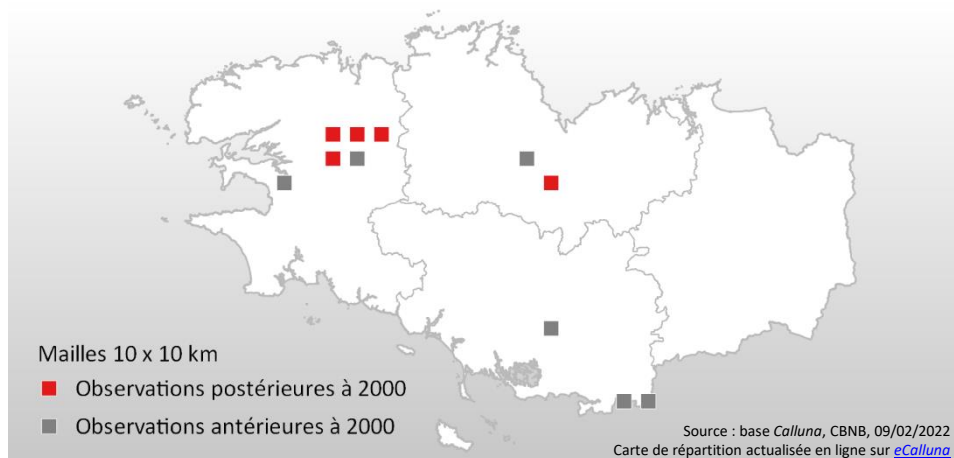 Mailles 10 x 10 km
Observations postérieures à 2000
Observations antérieures à 2000
Source : base Calluna, CBNB, 09/02/2022
Carte de répartition actualisée en ligne sur eCalluna